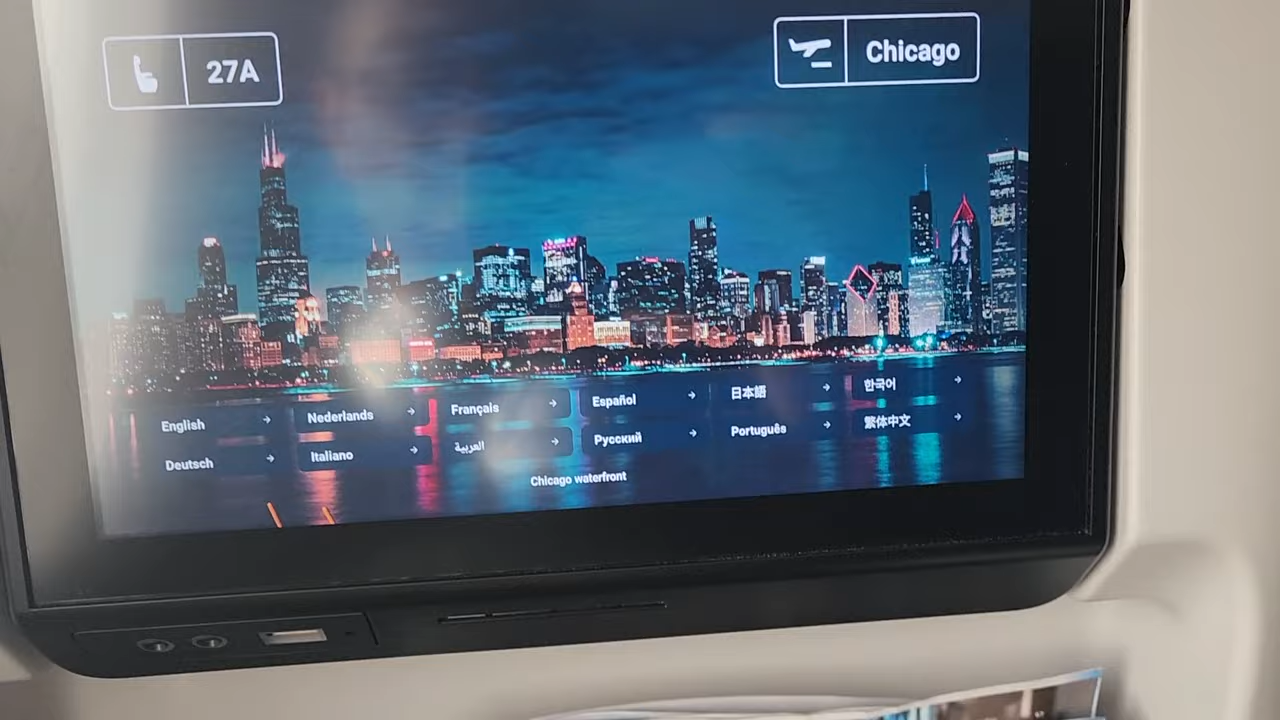 27A
Chicago
English → Nederlands → Français → Español → 日本語 → 한국어 →
Deutsch → Italiano → العربية → Русский → Português → 繁体中文 →
Chicago waterfront